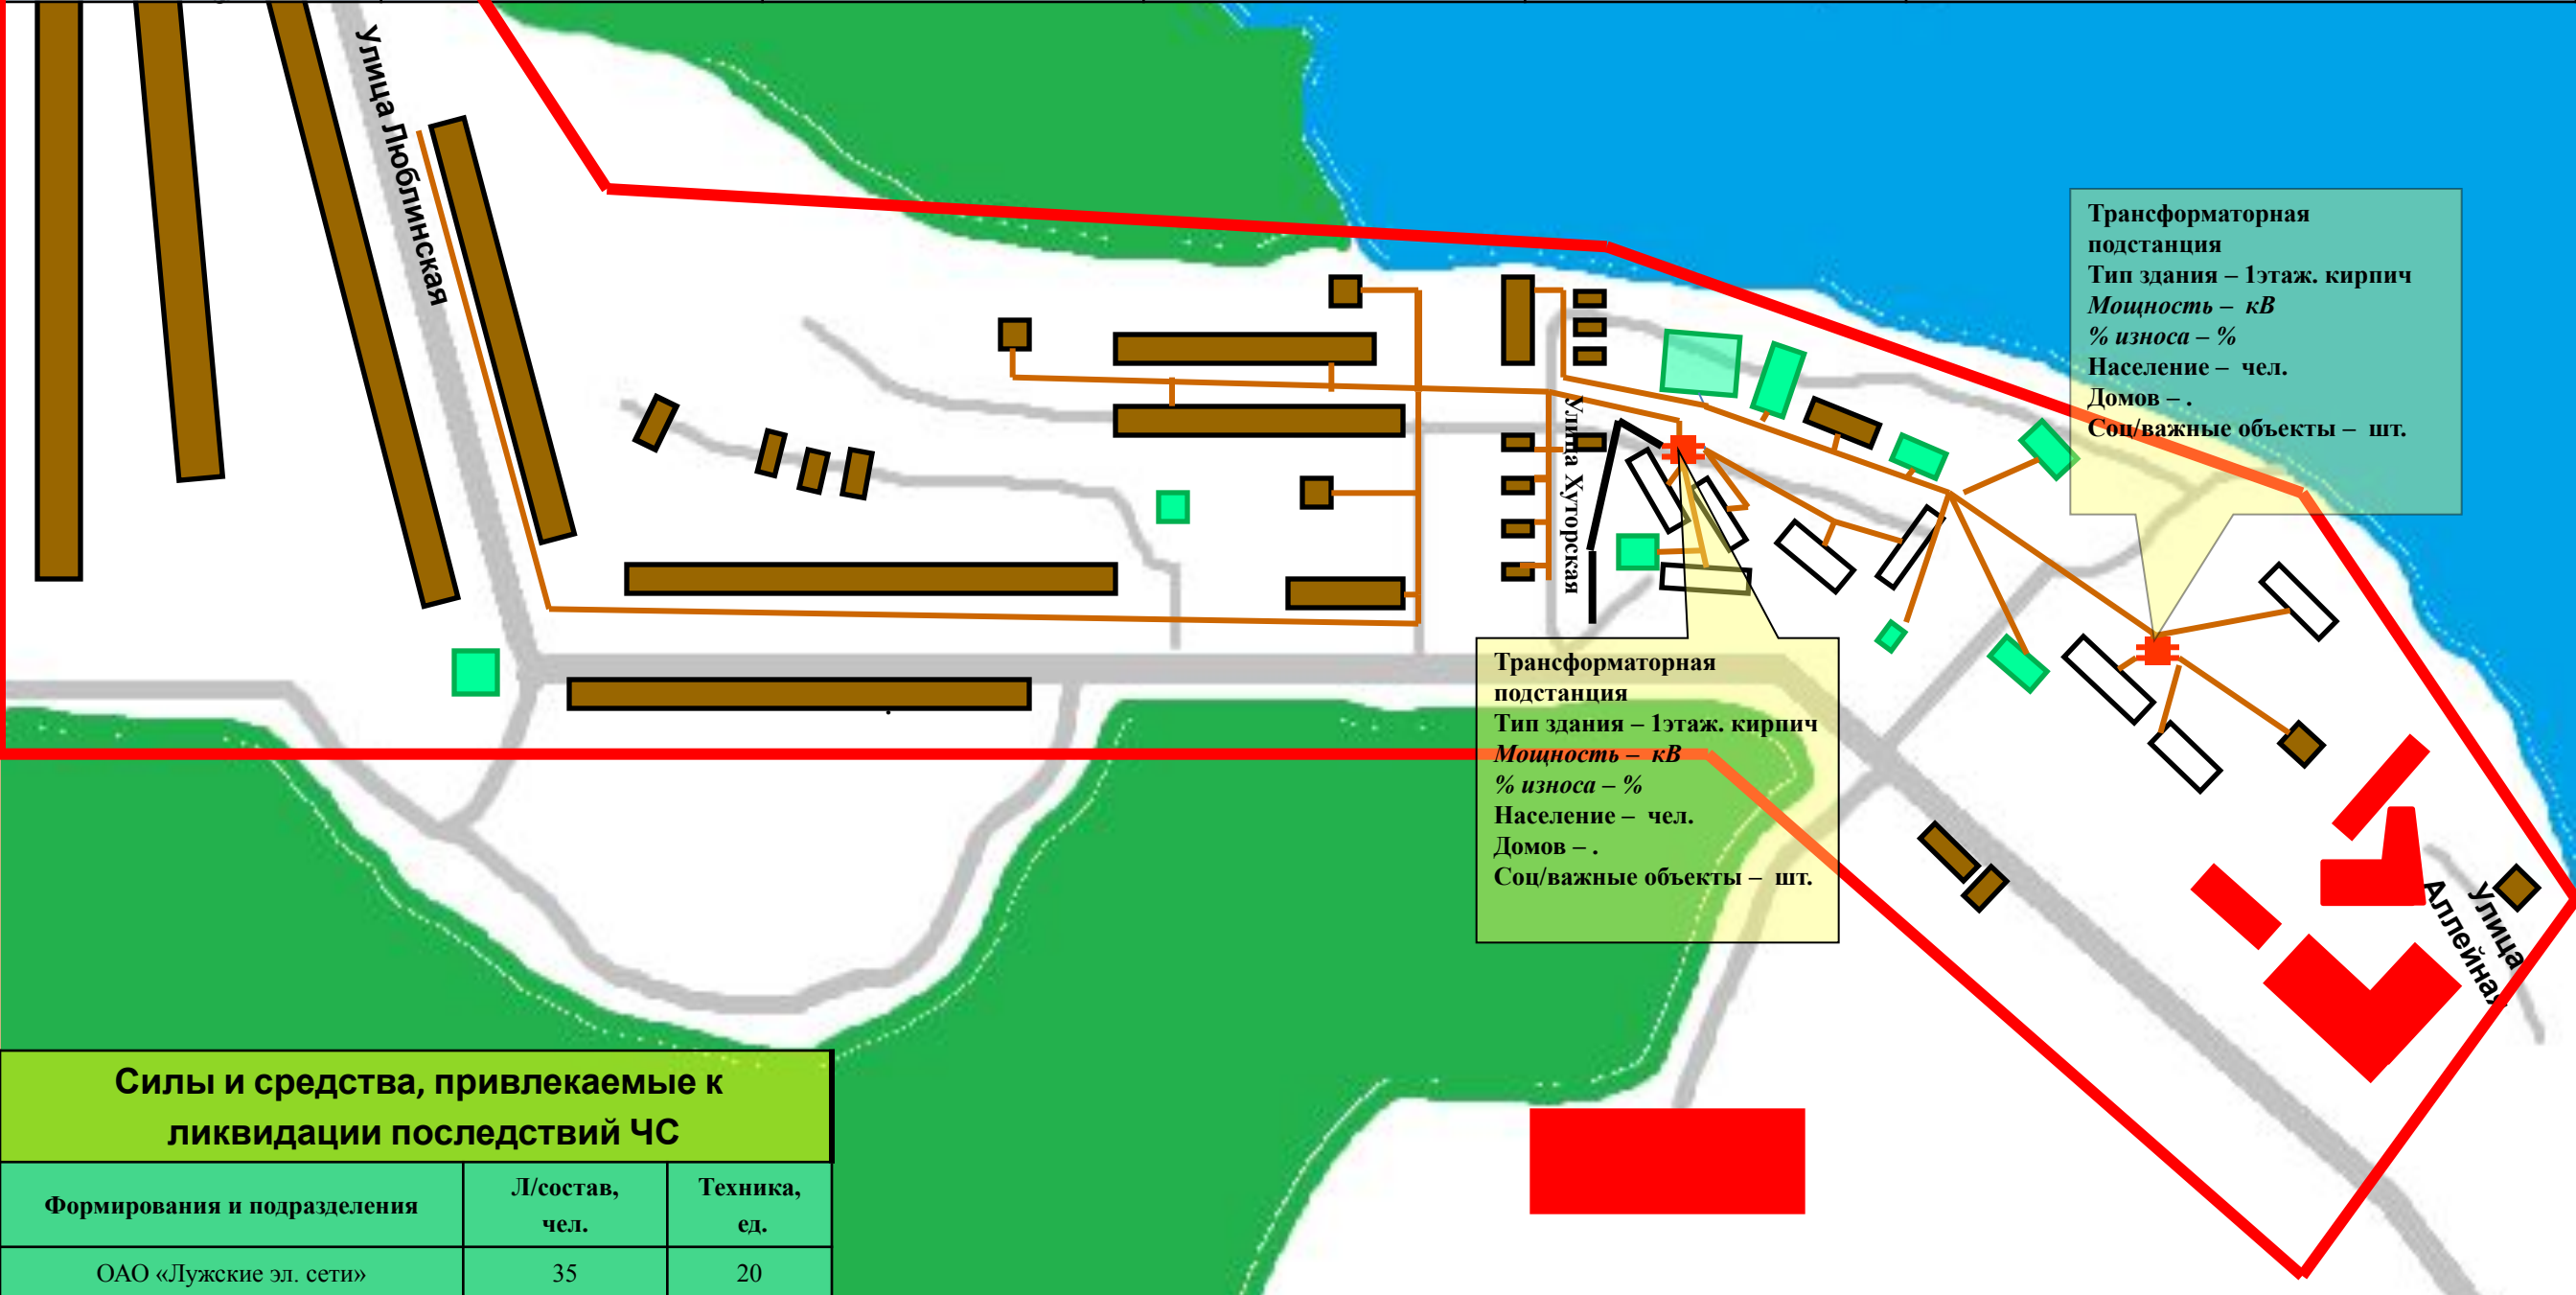 Улица Люблинская
Трансформаторная
подстанция
Тип здания – 1этаж. кирпич
Мощность – кВ
% износа – %
Население – чел.
Домов – .
Соц/важные объекты – шт.
Улица Хуторская
Трансформаторная
подстанция
Тип здания – 1этаж. кирпич
Мощность – кВ
% износа – %
Население – чел.
Домов – .
Соц/важные объекты – шт.
Улица
Аллейная
Силы и средства, привлекаемые к
ликвидации последствий ЧС
Формирования и подразделения
Л/состав,
чел.
Техника,
ед.
ОАО «Лужские эл. сети»
35
20